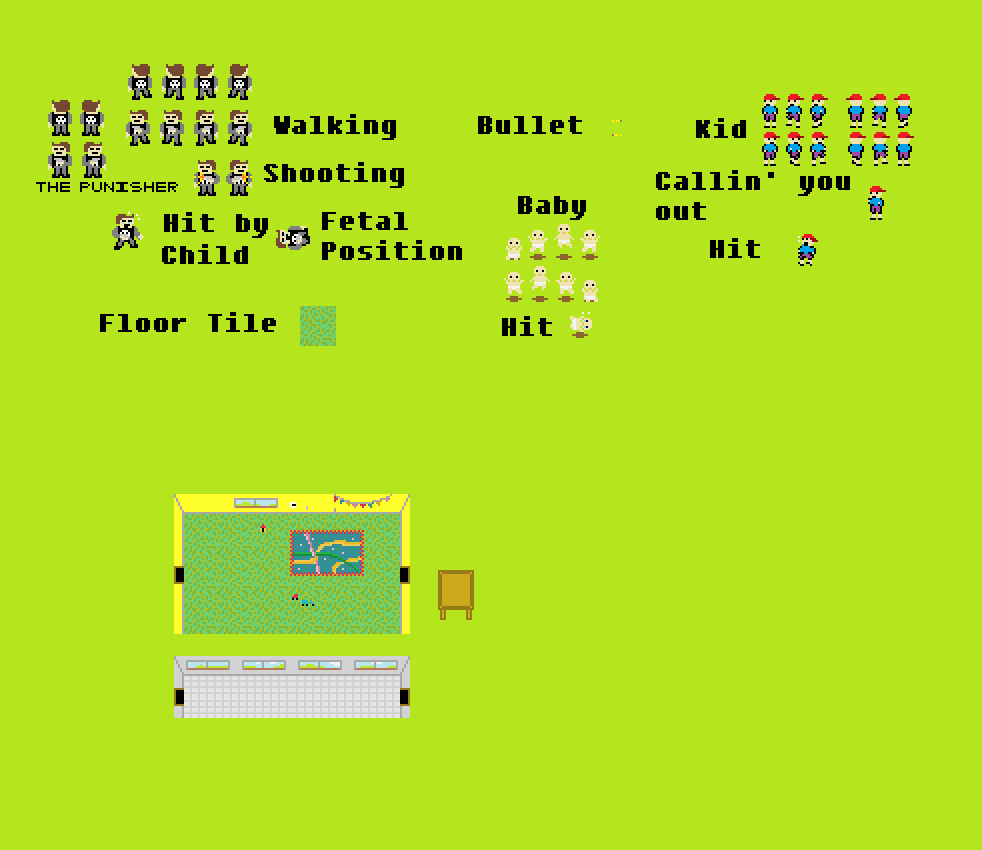 Walking
THE PUNISHER
Shooting
Hit by
Child
Fetal
Position
Floor Tile
Bullet
Baby
Hit
Kid
Callin' you
out
Hit